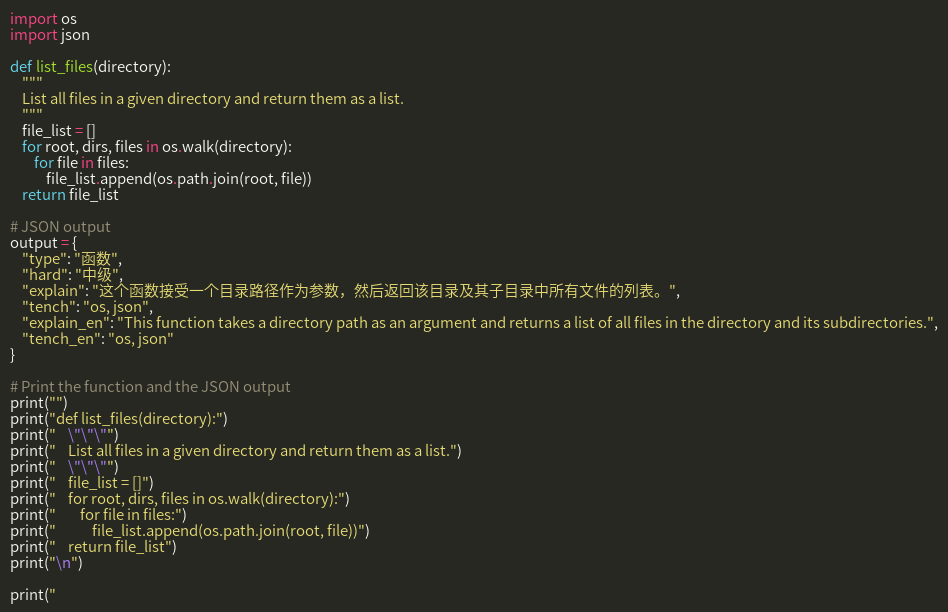 import os
import json

def list_files(directory):
    """
    List all files in a given directory and return them as a list.
    """
    file_list = []
    for root, dirs, files in os.walk(directory):
        for file in files:
            file_list.append(os.path.join(root, file))
    return file_list

# JSON output
output = {
    "type": "函数",
    "hard": "中级",
    "explain": "这个函数接受一个目录路径作为参数，然后返回该目录及其子目录中所有文件的列表。",
    "tench": "os, json",
    "explain_en": "This function takes a directory path as an argument and returns a list of all files in the directory and its subdirectories.",
    "tench_en": "os, json"
}

# Print the function and the JSON output
print("")
print("def list_files(directory):")
print("    \"\"\"")
print("    List all files in a given directory and return them as a list.")
print("    \"\"\"")
print("    file_list = []")
print("    for root, dirs, files in os.walk(directory):")
print("        for file in files:")
print("            file_list.append(os.path.join(root, file))")
print("    return file_list")
print("\n")

print("